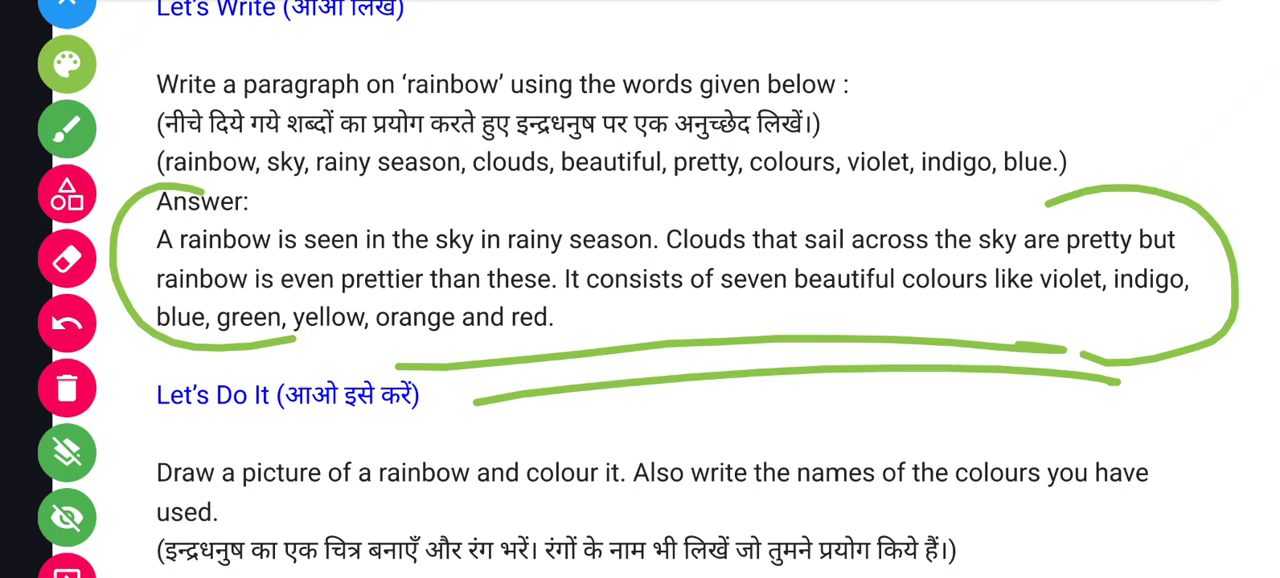 Let's Write (आओ लिखें)
Write a paragraph on ‘rainbow’ using the words given below :
(नीचे दिये गये शब्दों का प्रयोग करते हुए इन्द्रधनुष पर एक अनुच्छेद लिखें।)
(rainbow, sky, rainy season, clouds, beautiful, pretty, colours, violet, indigo, blue.)
Answer:
A rainbow is seen in the sky in rainy season. Clouds that sail across the sky are pretty but
rainbow is even prettier than these. It consists of seven beautiful colours like violet, indigo,
blue, green, yellow, orange and red.
Let’s Do It (आओ इसे करें)
Draw a picture of a rainbow and colour it. Also write the names of the colours you have
used.
(इन्द्रधनुष का एक चित्र बनाएँ और रंग भरें। रंगों के नाम भी लिखें जो तुमने प्रयोग किये हैं।)